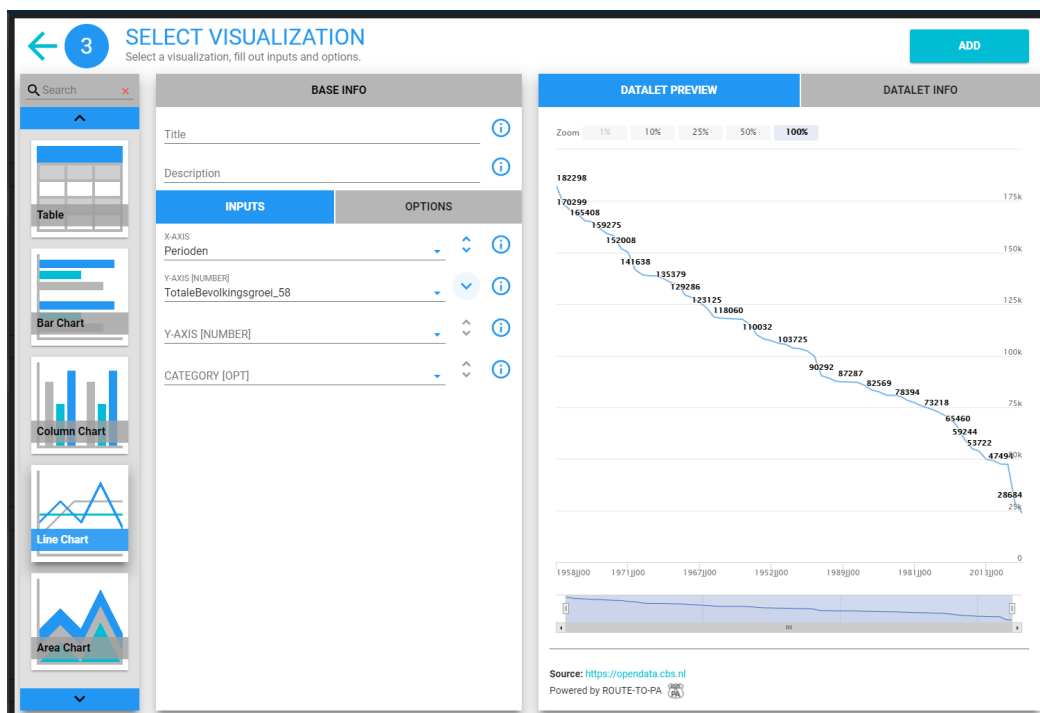 3
SELECT VISUALIZATION
Select a visualization, fill out inputs and options.
ADD
Search
Table
Bar Chart
Column Chart
Line Chart
Area Chart
BASE INFO
Title
Description
INPUTS OPTIONS
X-AXIS
Perioden
Y-AXIS [NUMBER]
TotaleBevolkingsgroei_58
Y-AXIS [NUMBER]
CATEGORY [OPT]
DATALET PREVIEW DATALET INFO
Zoom 1% 10% 25% 50% 100%
182298
175k
170299
165408
159275
152008
150k
141638
135379
129286
125k
123125
118060
110032
103725
100k
90292
87287
82569
78394
75k
73218
65460
59244
53722
47494
28684
25k
0
1958JJ00 1971JJ00 1967JJ00 1952JJ00 1989JJ00 1981JJ00 2013JJ00
Source: https://opendata.cbs.nl
Powered by ROUTE-TO-PA
PA